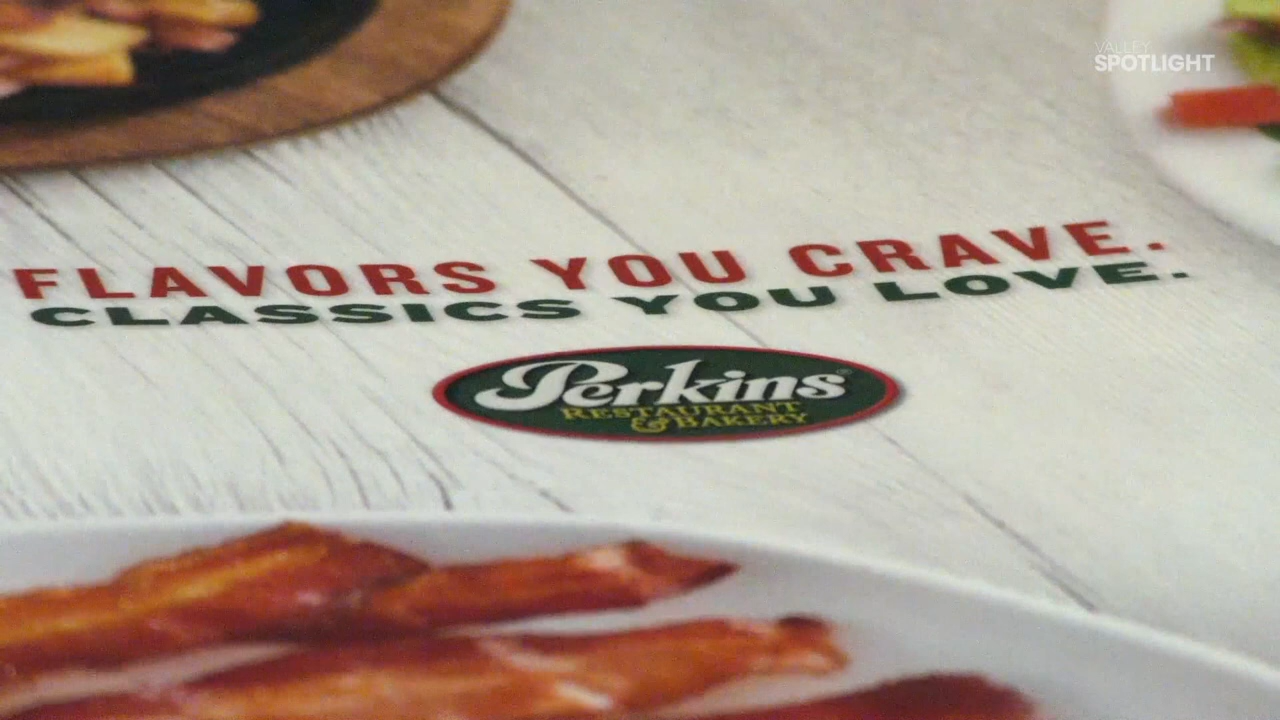 VALLEY
SPOTLIGHT
FLAVORS YOU CRAVE.
CLASSICS YOU LOVE.
Perkins®
RESTAURANT
& BAKERY